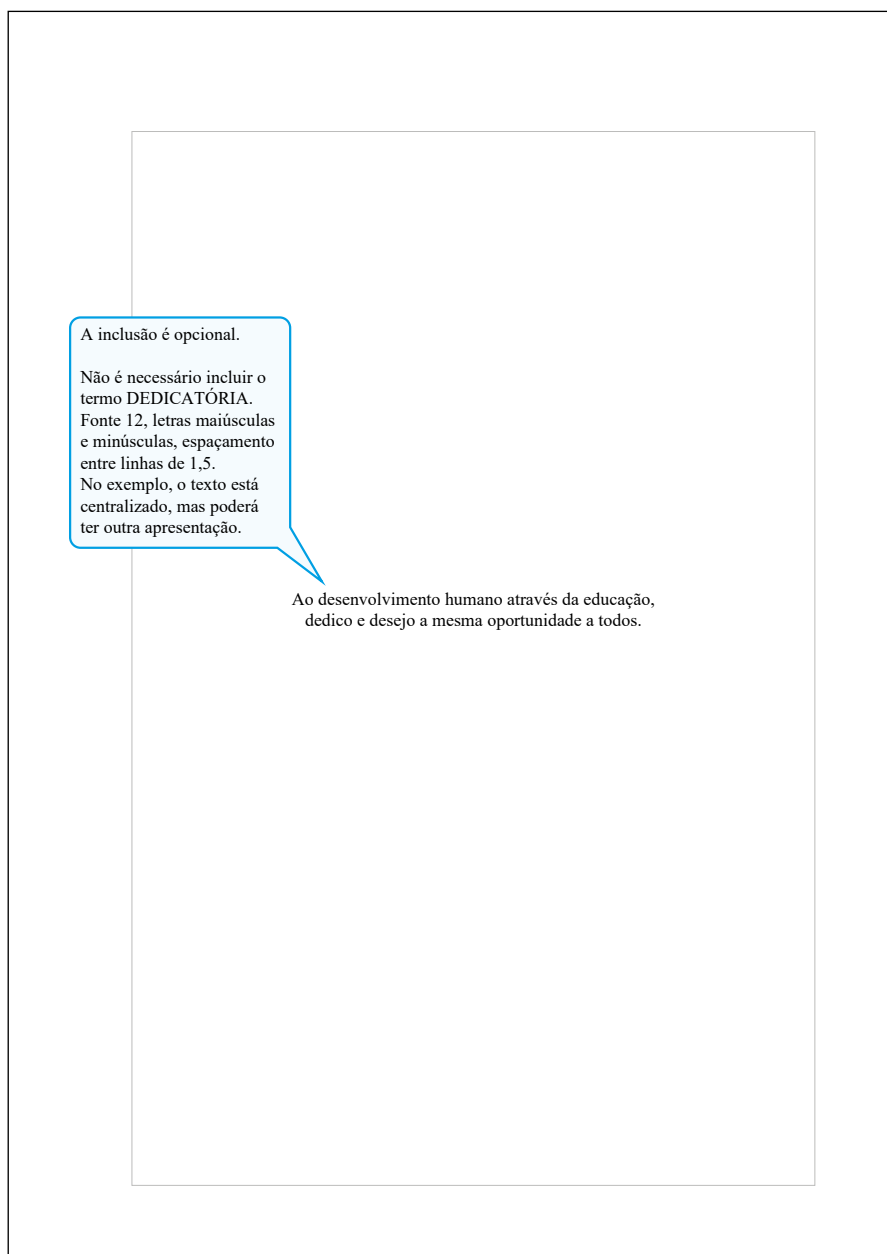 A inclusão é opcional.
Não é necessário incluir o
termo DEDICATÓRIA.
Fonte 12, letras maiúsculas
e minúsculas, espaçamento
entre linhas de 1,5.
No exemplo, o texto está
centralizado, mas poderá
ter outra apresentação.
Ao desenvolvimento humano através da educação,
dedico e desejo a mesma oportunidade a todos.